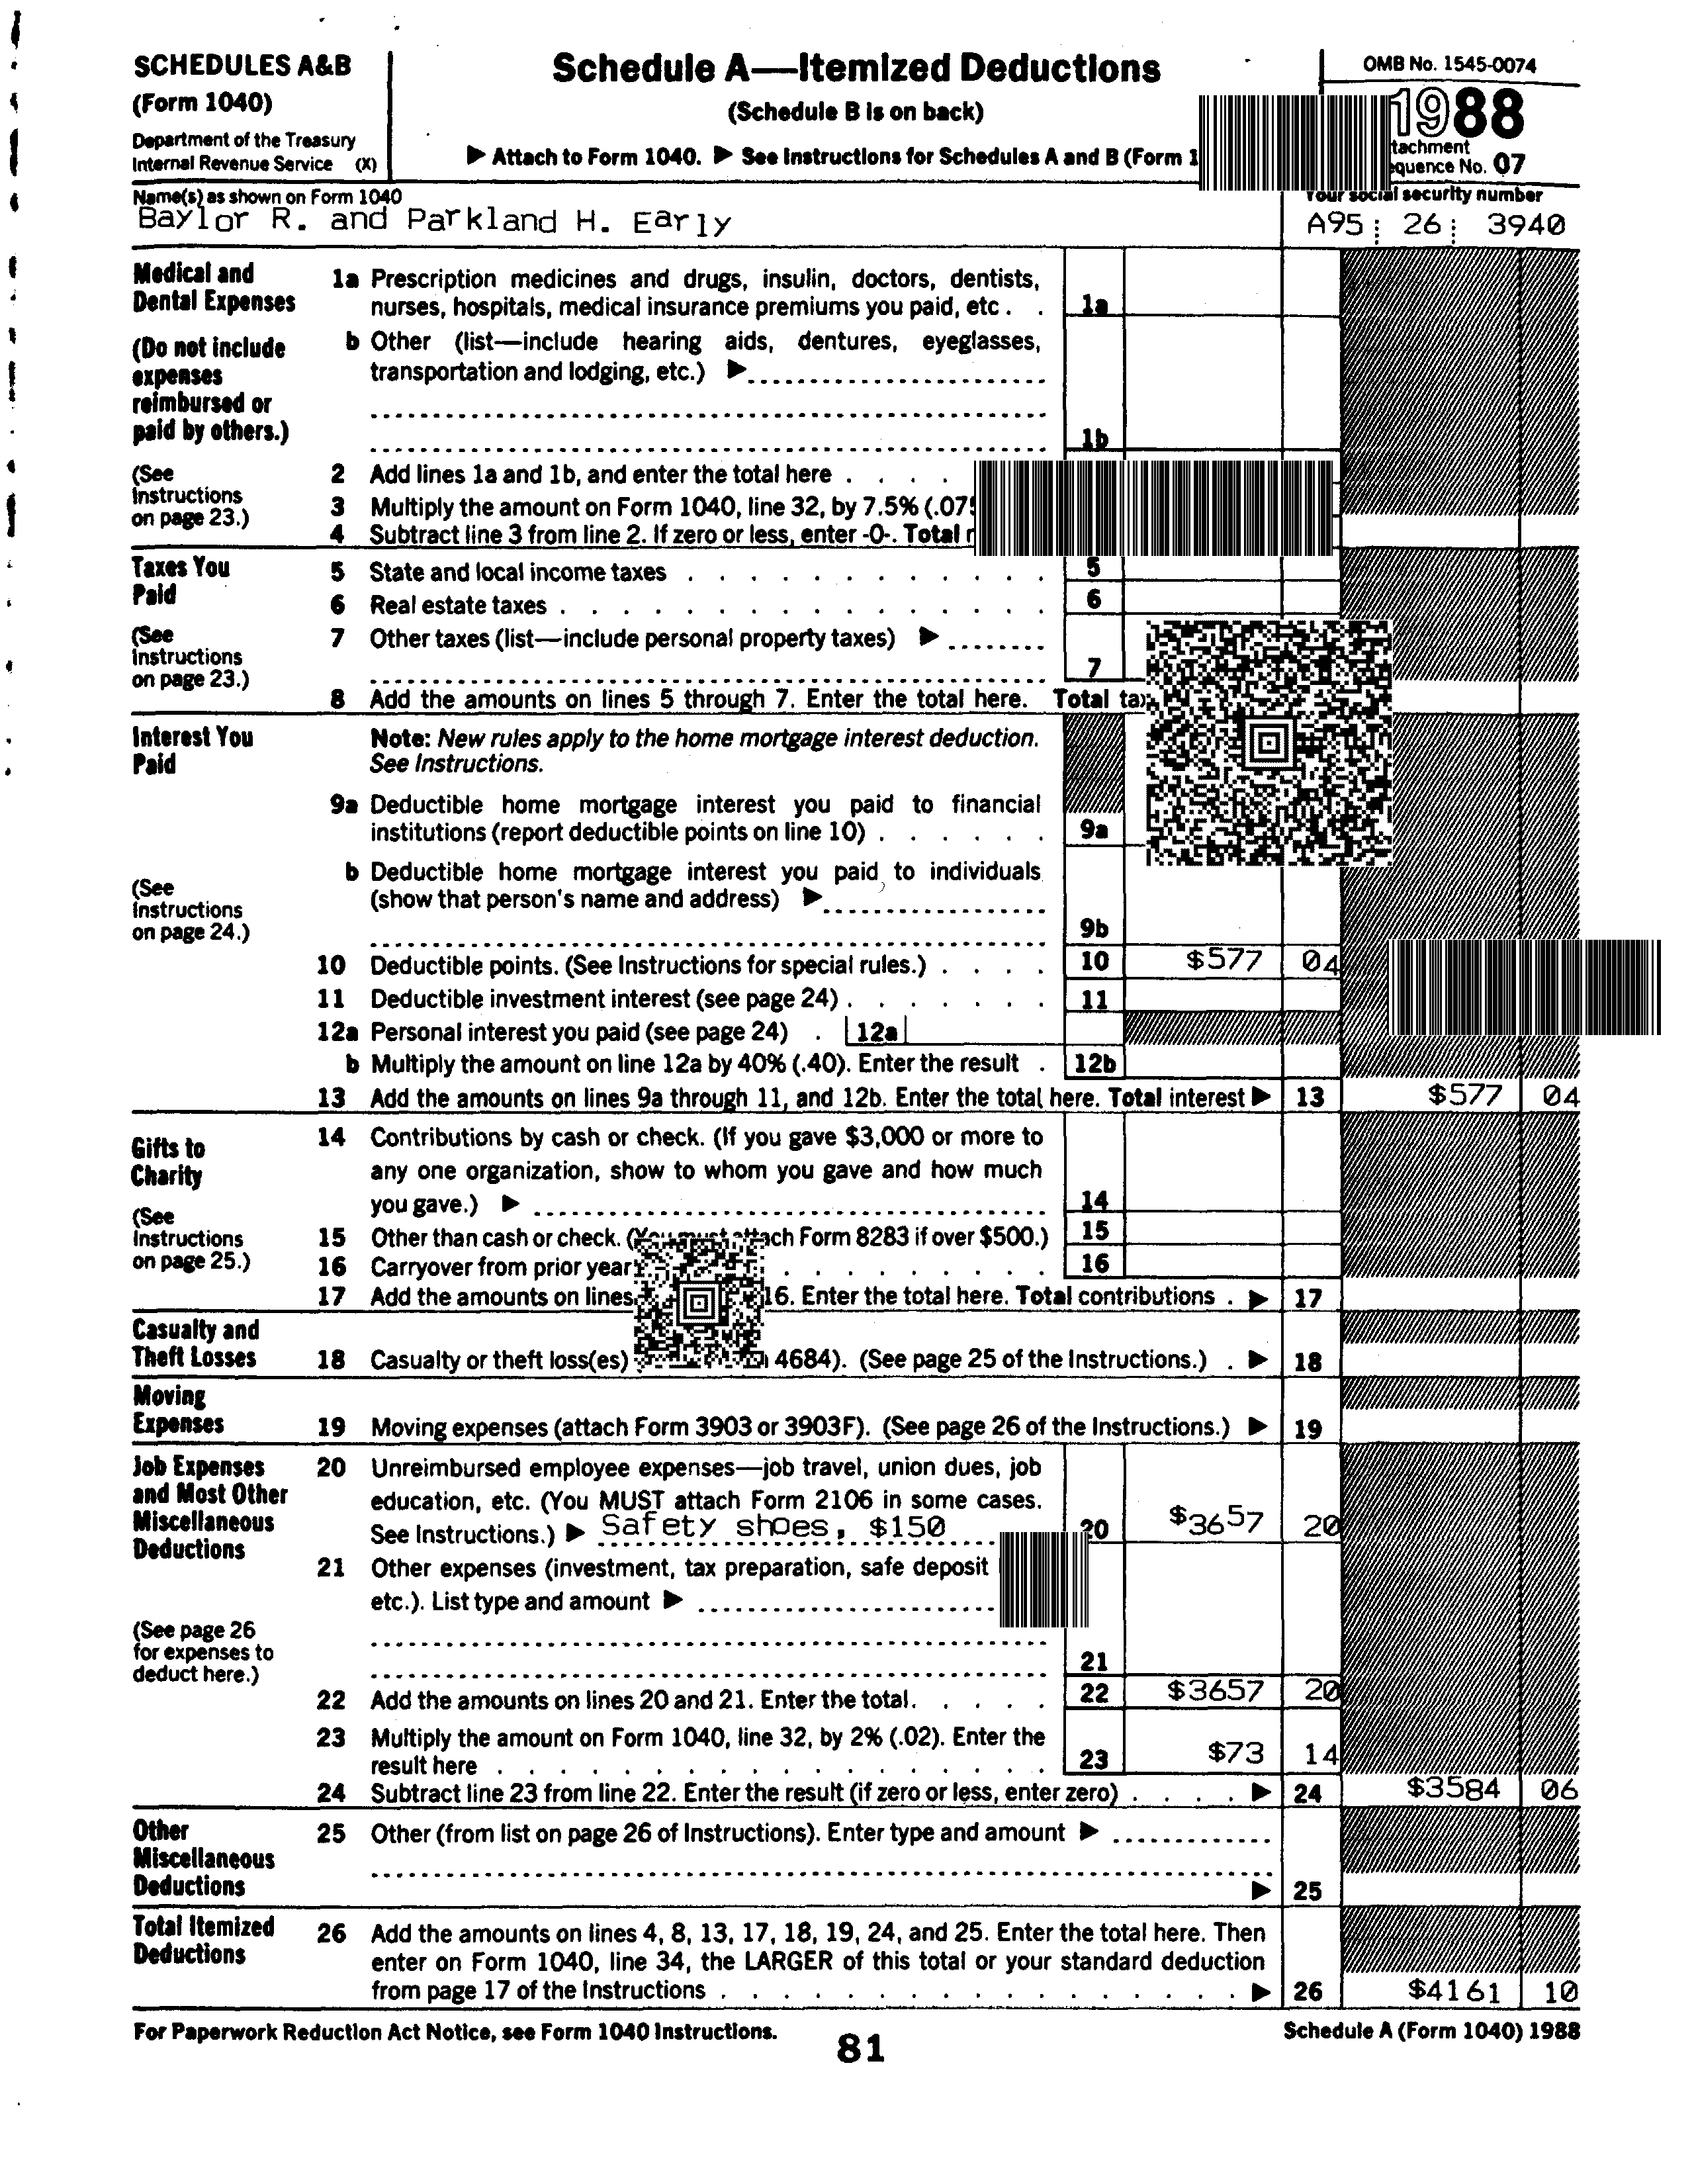 SCHEDULES A&B
(Form 1040)
Department of the Treasury
Internal Revenue Service (X)
Schedule A—Itemized Deductions
(Schedule B is on back)
▶ Attach to Form 1040. ▶ See Instructions for Schedules A and B (Form
OMB No. 1545-0074
1988
Sequence No. 07
Name(s) as shown on Form 1040
Baylor R. and Parkland H. Early
Your social security number
A95 : 26 : 3940
Medical and
Dental Expenses
(Do not include
expenses
reimbursed or
paid by others.)
(See
Instructions
on page 23.)
1a Prescription medicines and drugs, insulin, doctors, dentists,
nurses, hospitals, medical insurance premiums you paid, etc . . 1a
b Other (list—include hearing aids, dentures, eyeglasses,
transportation and lodging, etc.) ▶
1b
2 Add lines 1a and 1b, and enter the total here . . . .
3 Multiply the amount on Form 1040, line 32, by 7.5%
4 Subtract line 3 from line 2. If zero or less, enter -0-. Total
Taxes You
Paid
(See
Instructions
on page 23.)
5 State and local income taxes . . . . . . . . . . . . 5
6 Real estate taxes . . . . . . . . . . . . . . . 6
7 Other taxes (list—include personal property taxes) ▶
7
8 Add the amounts on lines 5 through 7. Enter the total here. Total
Interest You
Paid
(See
Instructions
on page 24.)
Note: New rules apply to the home mortgage interest deduction.
See Instructions.
9a Deductible home mortgage interest you paid to financial
institutions (report deductible points on line 10) . . . . . . 9a
b Deductible home mortgage interest you paid to individuals
(show that person's name and address) ▶
9b
10 Deductible points. (See Instructions for special rules.) . . . . 10 $577 04
11 Deductible investment interest (see page 24) . . . . . . . 11
12a Personal interest you paid (see page 24) . 12a
b Multiply the amount on line 12a by 40% (.40). Enter the result . 12b
13 Add the amounts on lines 9a through 11, and 12b. Enter the total here. Total interest ▶ 13 $577 04
Gifts to
Charity
(See
Instructions
on page 25.)
14 Contributions by cash or check. (If you gave $3,000 or more to
any one organization, show to whom you gave and how much
you gave.) ▶ 14
15 Other than cash or check. (You must attach Form 8283 if over $500.) 15
16 Carryover from prior year . . . . . . . . . 16
17 Add the amounts on lines 16. Enter the total here. Total contributions . ▶ 17
Casualty and
Theft Losses
18 Casualty or theft loss(es) 4684). (See page 25 of the Instructions.) . ▶ 18
Moving
Expenses
19 Moving expenses (attach Form 3903 or 3903F). (See page 26 of the Instructions.) ▶ 19
Job Expenses
and Most Other
Miscellaneous
Deductions
(See page 26
for expenses to
deduct here.)
20 Unreimbursed employee expenses—job travel, union dues, job
education, etc. (You MUST attach Form 2106 in some cases.
See Instructions.) ▶ Safety shoes, $150 20 $3657 20
21 Other expenses (investment, tax preparation, safe deposit
etc.). List type and amount ▶
21
22 Add the amounts on lines 20 and 21. Enter the total. . . . . 22 $3657 20
23 Multiply the amount on Form 1040, line 32, by 2% (.02). Enter the
result here . . . . . . . . . . . . . . . . . 23 $73 14
24 Subtract line 23 from line 22. Enter the result (if zero or less, enter zero) . . . . ▶ 24 $3584 06
Other
Miscellaneous
Deductions
25 Other (from list on page 26 of Instructions). Enter type and amount ▶
▶ 25
Total Itemized
Deductions
26 Add the amounts on lines 4, 8, 13, 17, 18, 19, 24, and 25. Enter the total here. Then
enter on Form 1040, line 34, the LARGER of this total or your standard deduction
from page 17 of the Instructions . . . . . . . . . . . . . . . . ▶ 26 $4161 10
For Paperwork Reduction Act Notice, see Form 1040 Instructions.
81
Schedule A (Form 1040) 1988